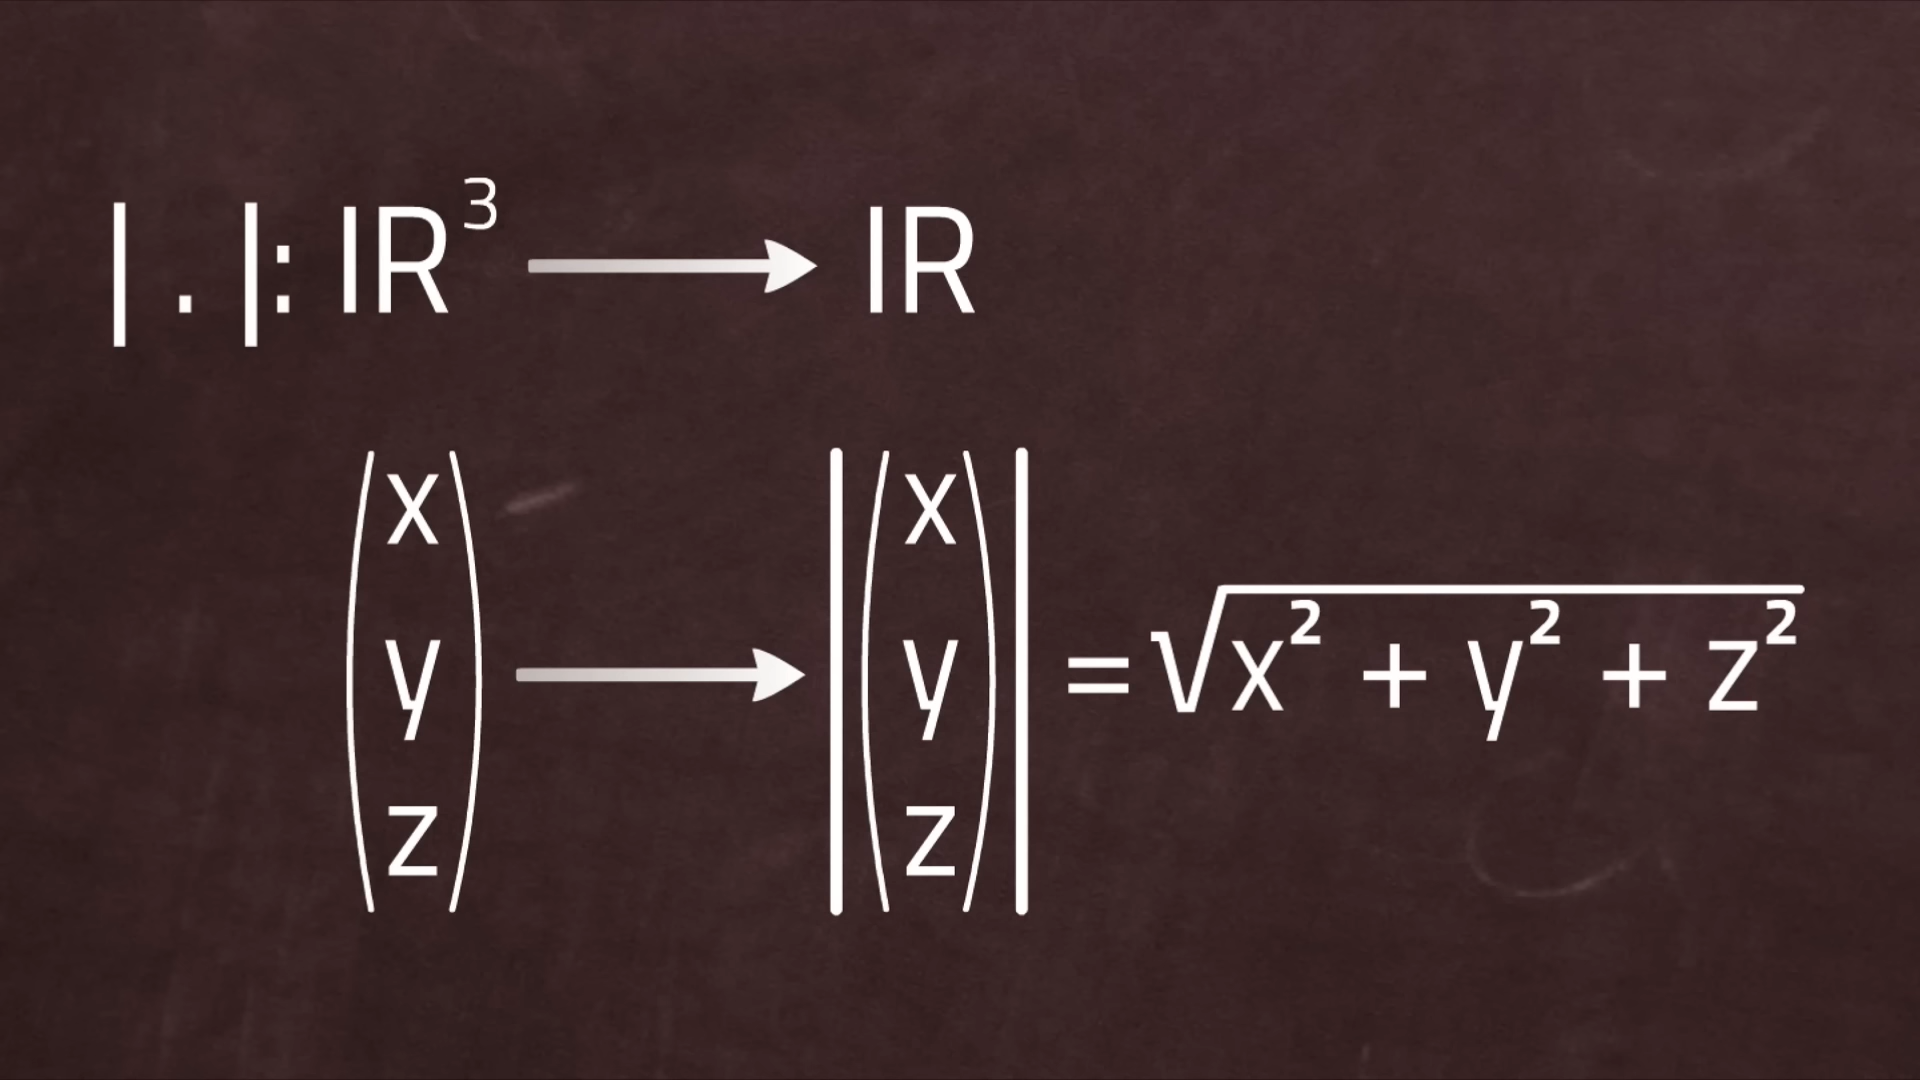 | . |: IR³ → IR
(x y z) → |(x y z)| = √x² + y² + z²